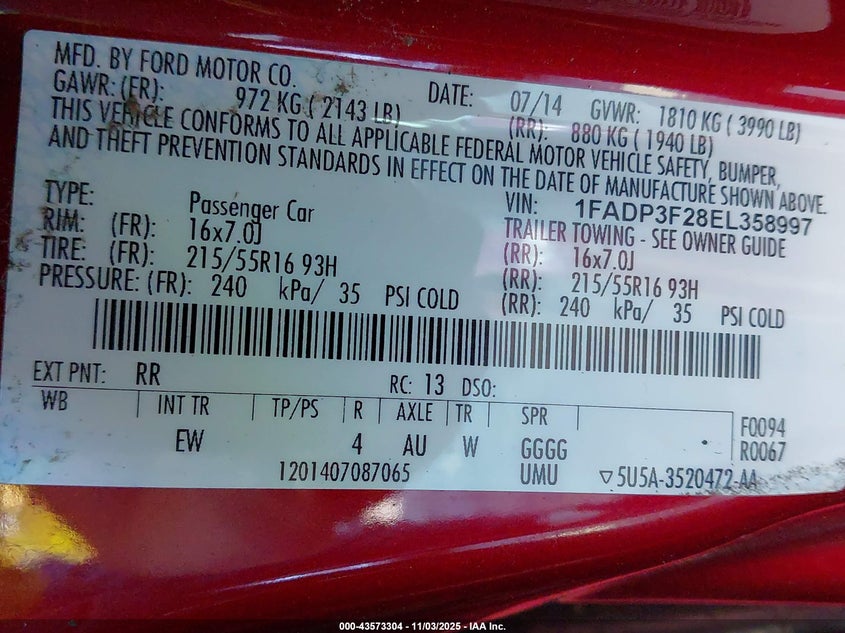 MFD. BY FORD MOTOR CO.
DATE: 07/14 GVWR: 1810 KG ( 3990 LB)
GAWR: (FR): 972 KG ( 2143 LB) (RR): 880 KG ( 1940 LB)
THIS VEHICLE CONFORMS TO ALL APPLICABLE FEDERAL MOTOR VEHICLE SAFETY, BUMPER,
AND THEFT PREVENTION STANDARDS IN EFFECT ON THE DATE OF MANUFACTURE SHOWN ABOVE.
VIN: 1FADP3F28EL358997
TYPE: Passenger Car TRAILER TOWING - SEE OWNER GUIDE
RIM: (FR): 16x7.0J (RR): 16x7.0J
TIRE: (FR): 215/55R16 93H (RR): 215/55R16 93H
PRESSURE: (FR): 240 kPa/ 35 PSI COLD (RR): 240 kPa/ 35 PSI COLD
EXT PNT: RR RC: 13 DSO:
WB INT TR TP/PS R AXLE TR SPR F0094
EW 4 AU W GGGG R0067
1201407087065 UMU ▽5U5A-3520472-AA
000-43573304 - 11/03/2025 - IAA Inc.